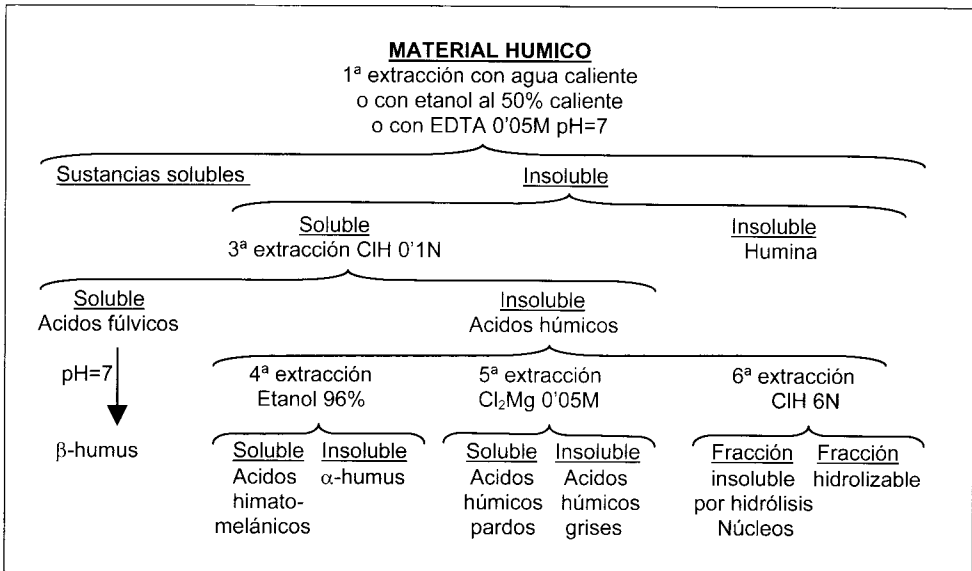 MATERIAL HUMICO
1ª extracción con agua caliente
o con etanol al 50% caliente
o con EDTA 0'05M pH=7
Sustancias solubles
Insoluble
Soluble
3ª extracción ClH 0'1N
Insoluble
Humina
Soluble
Acidos fúlvicos
Insoluble
Acidos húmicos
pH=7
β-humus
4ª extracción
Etanol 96%
5ª extracción
Cl₂Mg 0'05M
6ª extracción
ClH 6N
Soluble
Acidos
himato-
melánicos
Insoluble
α-humus
Soluble
Acidos
húmicos
pardos
Insoluble
Acidos
húmicos
grises
Fracción
insoluble
por hidrólisis
Núcleos
Fracción
hidrolizable